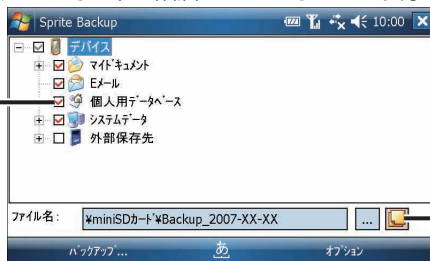 Sprite Backup 10:00
デバイス
マイドキュメント
Eメール
個人用データベース
システムデータ
外部保存先
ファイル名: ¥miniSDカード¥Backup_2007-XX-XX ...
バックアップ... あ オプション